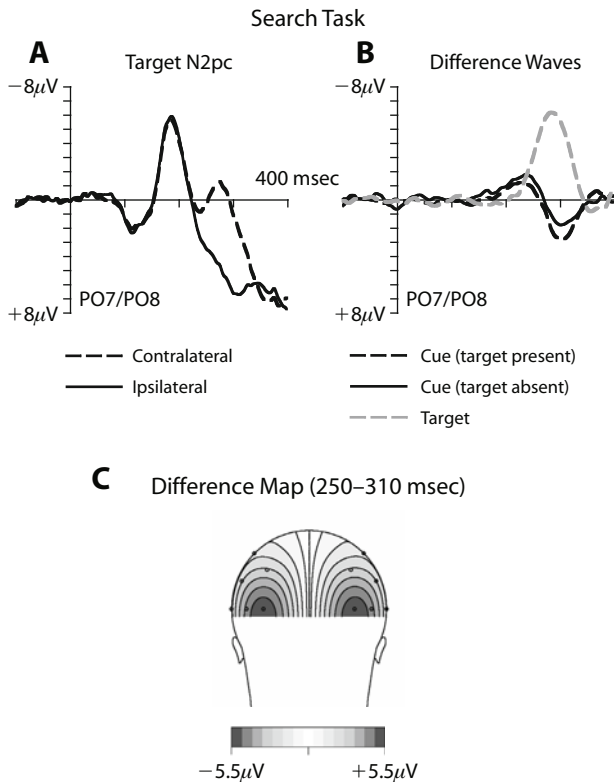 Search Task
A
Target N2pc
−8μV
400 msec
PO7/PO8
+8μV
Contralateral
Ipsilateral
B
Difference Waves
−8μV
PO7/PO8
+8μV
Cue (target present)
Cue (target absent)
Target
C
Difference Map (250–310 msec)
−5.5μV
+5.5μV